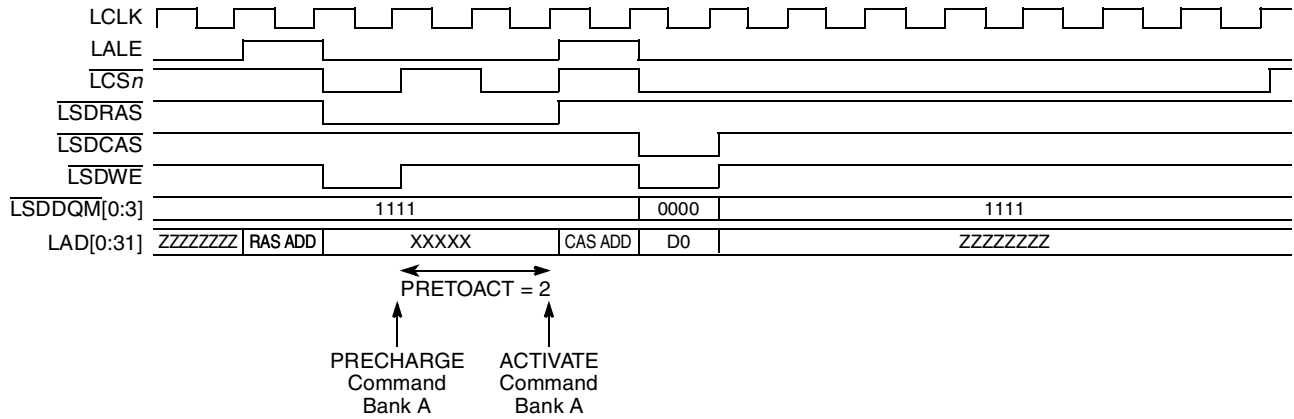 LCLK
LALE
LCSn
LSDRAS
LSDCAS
LSDWE
LSDDQM[0:3] 1111 0000 1111
LAD[0:31] ZZZZZZZZ RAS ADD XXXXX CAS ADD D0 ZZZZZZZZ
PRETOACT = 2
PRECHARGE ACTIVATE
Command Command
Bank A Bank A